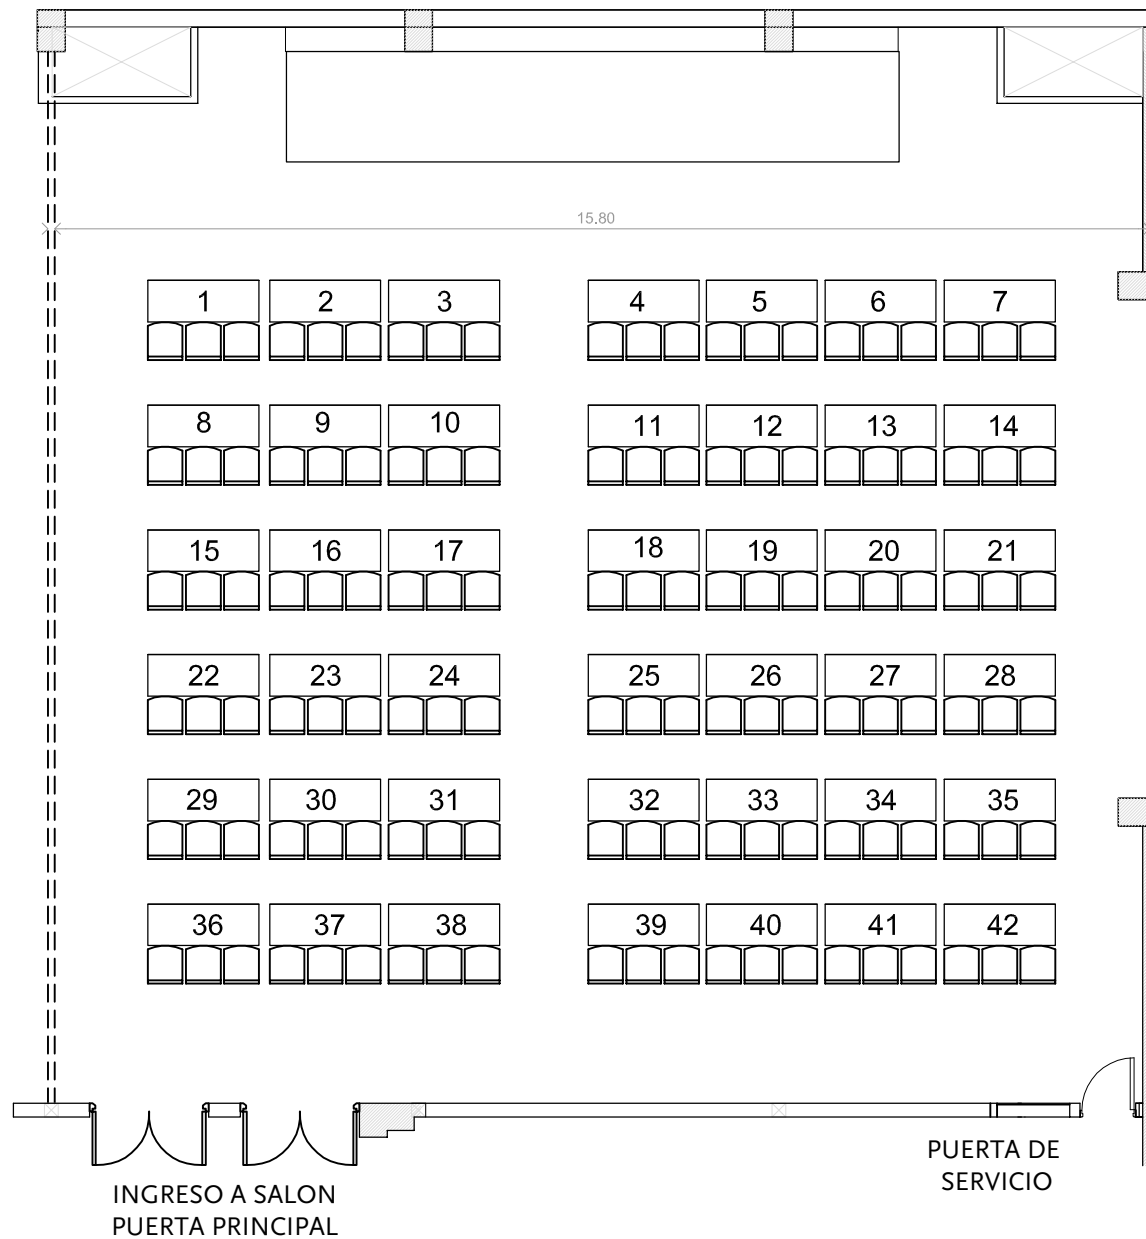 15.80
1 2 3 4 5 6 7
8 9 10 11 12 13 14
15 16 17 18 19 20 21
22 23 24 25 26 27 28
29 30 31 32 33 34 35
36 37 38 39 40 41 42
INGRESO A SALON
PUERTA PRINCIPAL
PUERTA DE
SERVICIO